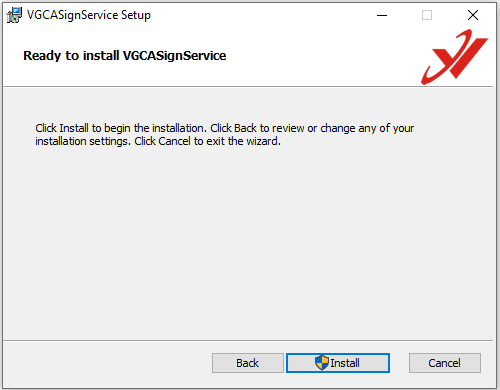 VGCASignService Setup
Ready to install VGCASignService
Click Install to begin the installation. Click Back to review or change any of your
installation settings. Click Cancel to exit the wizard.
Back
Install
Cancel